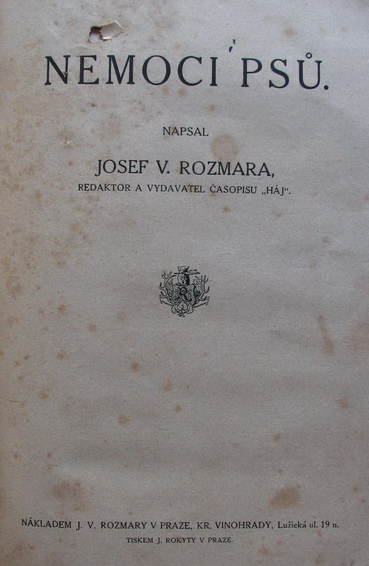 NEMOCI PSŮ.
NAPSAL
JOSEF V. ROZMARA,
REDAKTOR A VYDAVATEL ČASOPISU „HÁJ“.
NÁKLADEM J. V. ROZMARY V PRAZE, KR. VINOHRADY, Lužická ul. 19 n.
TISKEM J. ROKYTY V PRAZE.